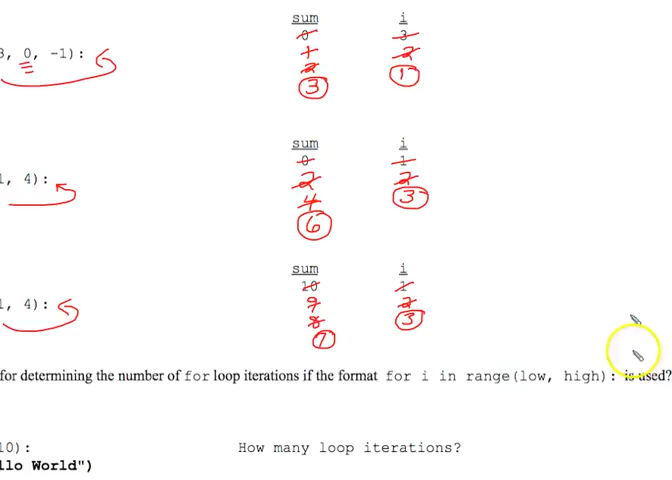 sum i
0 3
3, 0, -1): 1 2
2 1
3
sum i
0 1
1, 4): 2 2
4 3
6
sum i
10 1
1, 4): 9 2
8 3
7
for determining the number of for loop iterations if the format for i in range(low, high): is used?
10): How many loop iterations?
llo World")